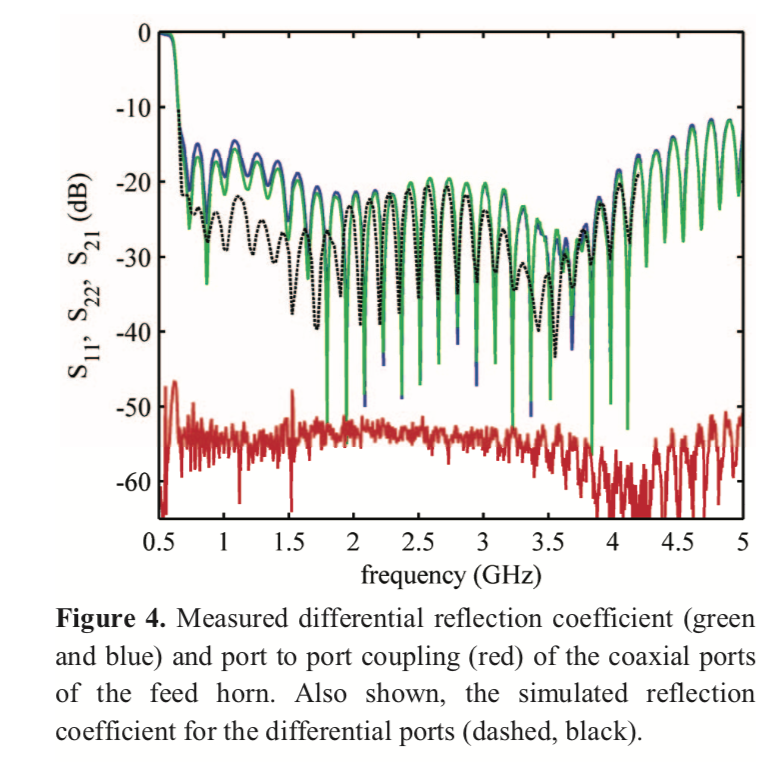 0
-10
-20
-30
-40
-50
-60
S11, S22, S21 (dB)
0.5 1 1.5 2 2.5 3 3.5 4 4.5 5
frequency (GHz)
Figure 4. Measured differential reflection coefficient (green
and blue) and port to port coupling (red) of the coaxial ports
of the feed horn. Also shown, the simulated reflection
coefficient for the differential ports (dashed, black).